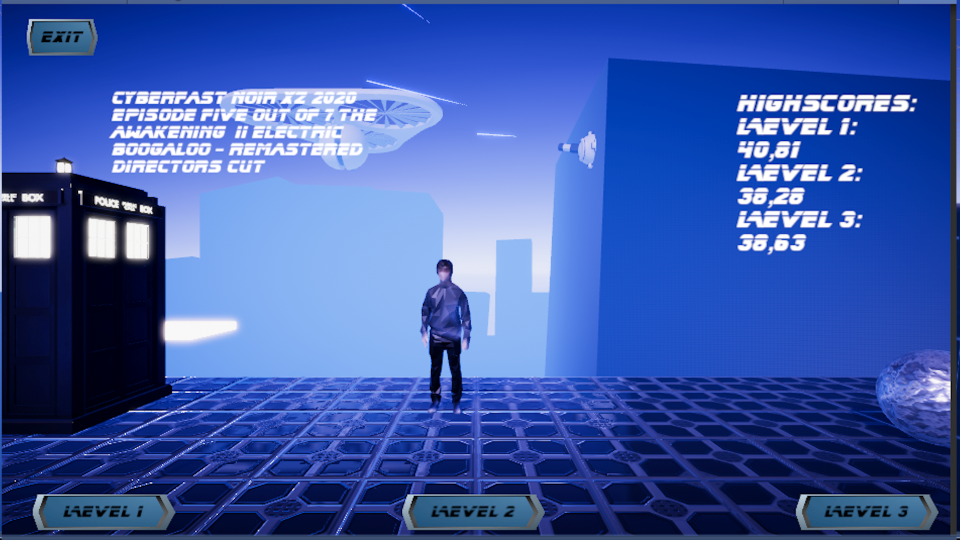 EXIT
CYBERFAST NOIR XZ 2020
EPISODE FIVE OUT OF 7 THE
AWAKENING II ELECTRIC
BOOGALOO - REMASTERED
DIRECTORS CUT
HIGHSCORES:
LAEVEL 1:
40,81
LAEVEL 2:
38,28
LAEVEL 3:
38,63
BOX
POLICE BOX
LAEVEL 1
LAEVEL 2
LAEVEL 3